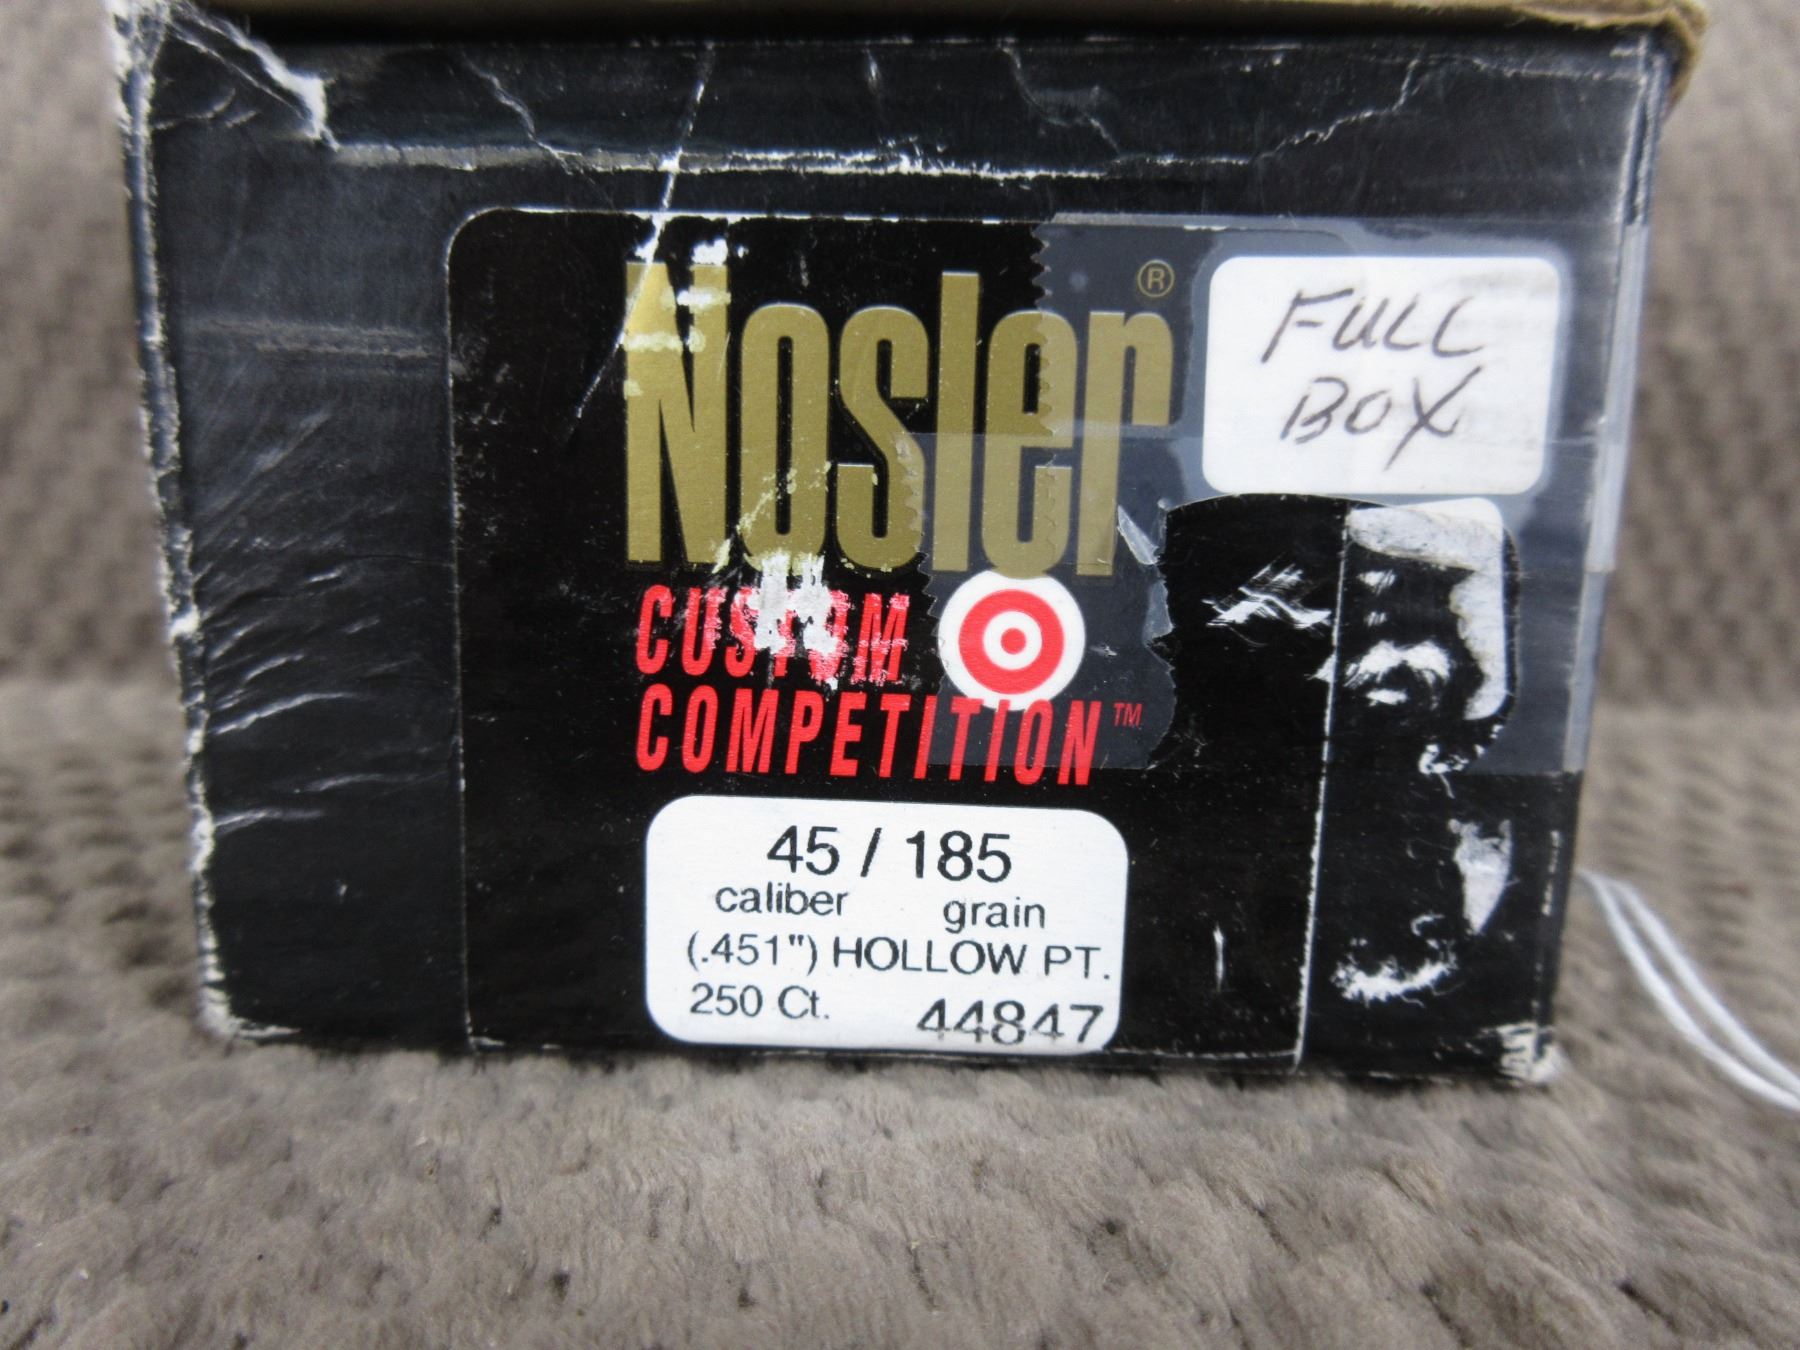 Nosler®
FULL
BOX
CUSTOM
COMPETITION™
45 / 185
caliber grain
(.451") HOLLOW PT.
250 Ct. 44847